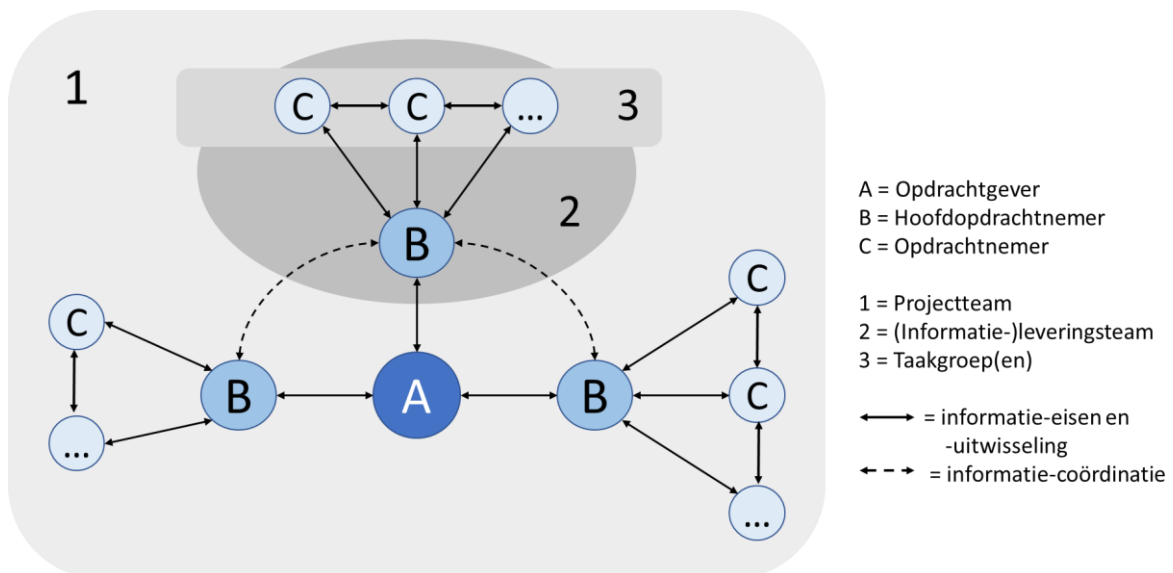 1
C
C
...
3
2
B
C
...
B
A
B
C
C
...
A = Opdrachtgever
B = Hoofdopdrachtnemer
C = Opdrachtnemer
1 = Projectteam
2 = (Informatie-)leveringsteam
3 = Taakgroep(en)
= informatie-eisen en
-uitwisseling
= informatie-coördinatie